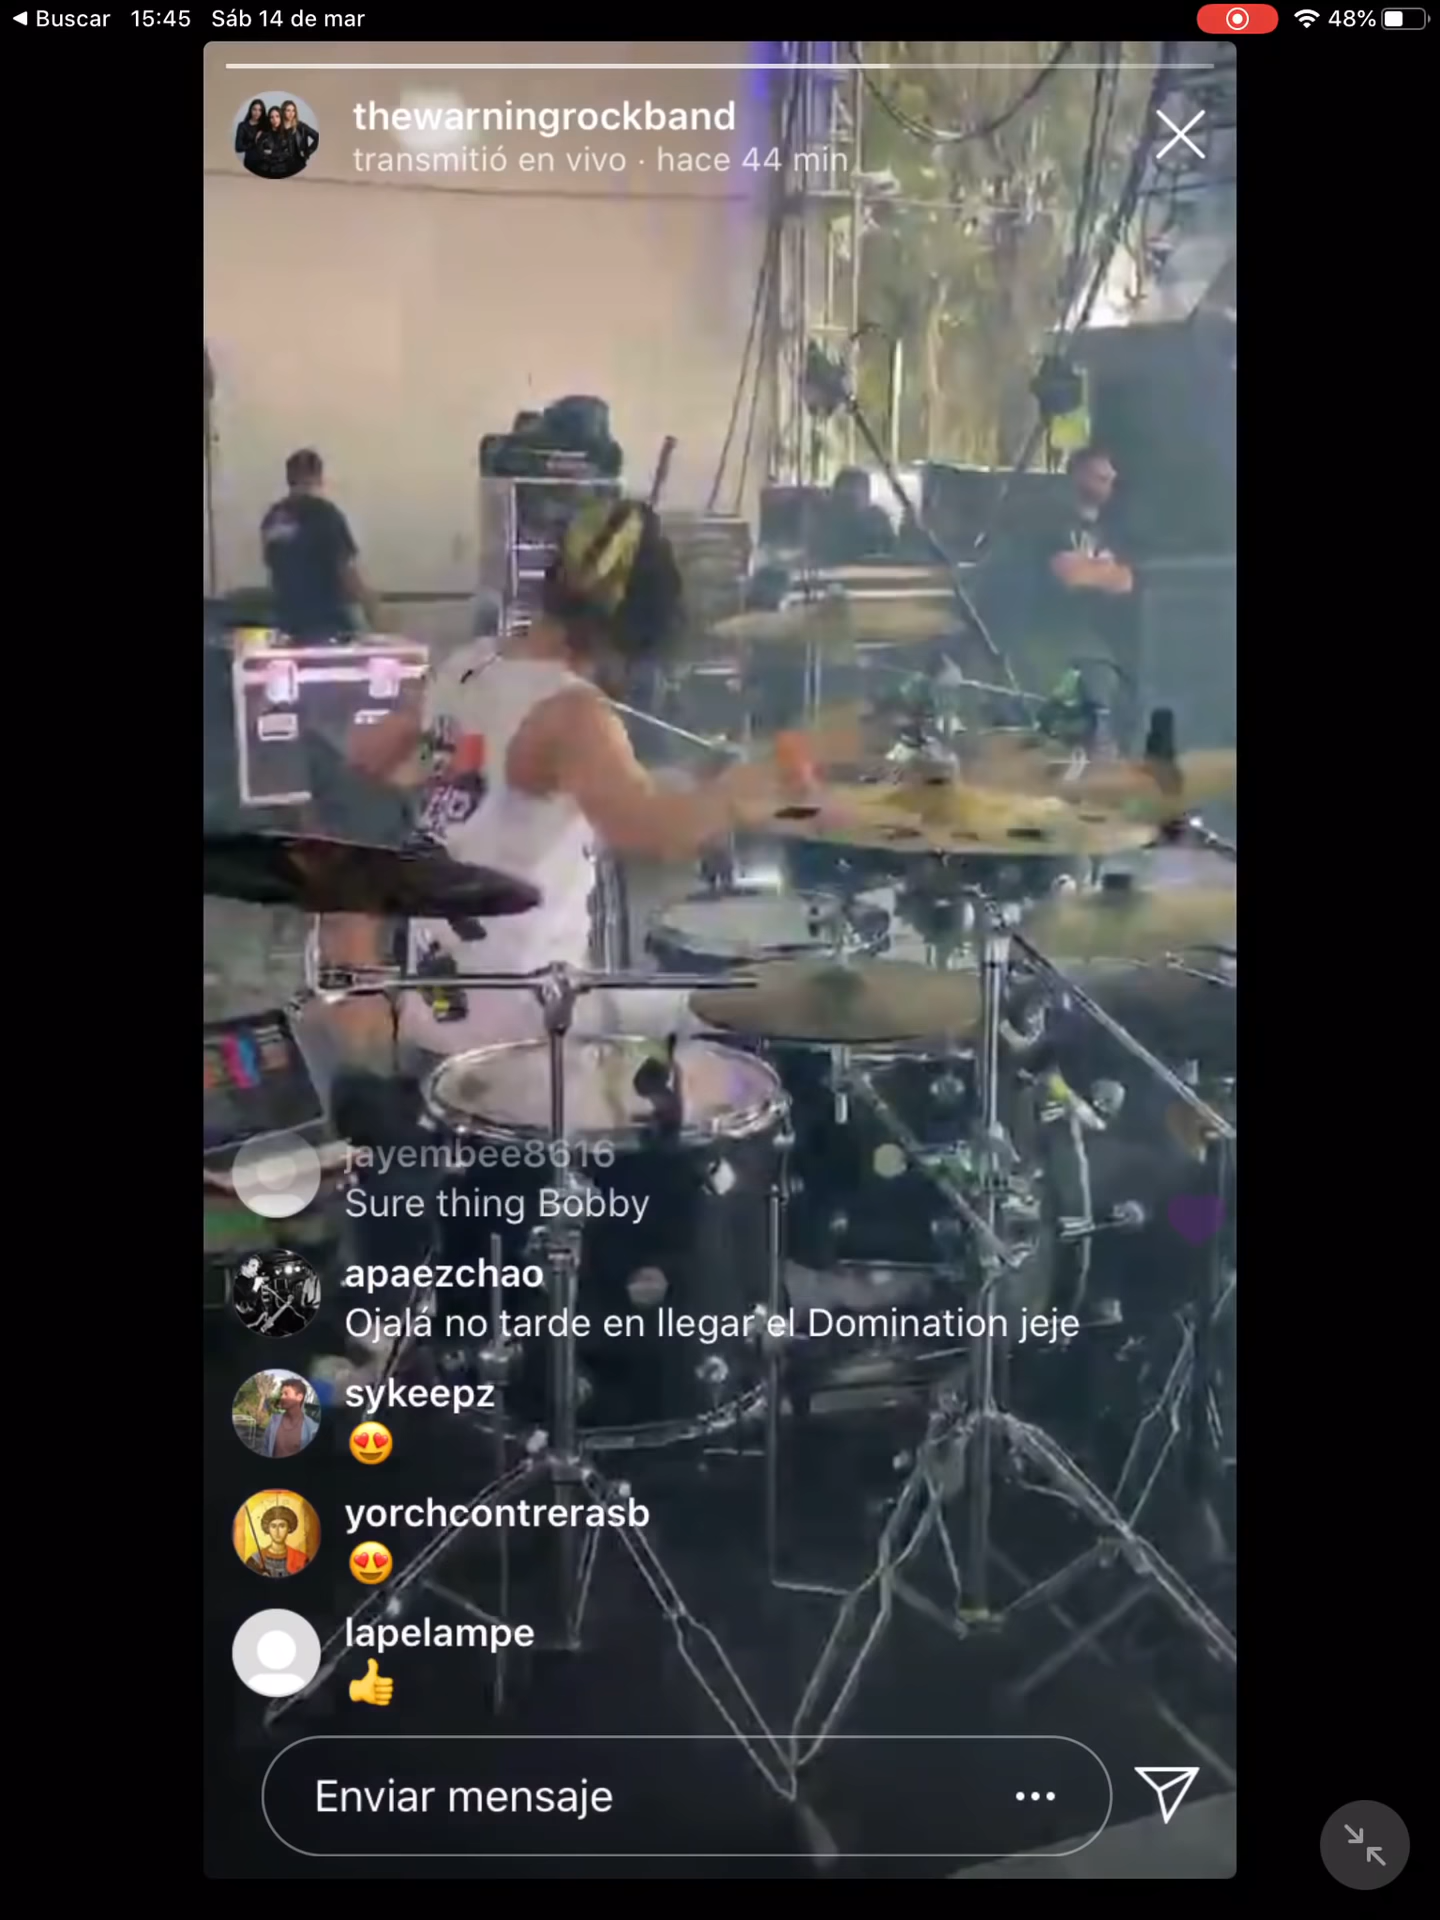 Buscar 15:45 Sáb 14 de mar 48%
thewarningrockband
transmitió en vivo · hace 44 min
jayembee8616
Sure thing Bobby
apaezchao
Ojalá no tarde en llegar el Domination jeje
sykeepz
😍
yorchcontrerasb
😍
lapelampe
👍
Enviar mensaje